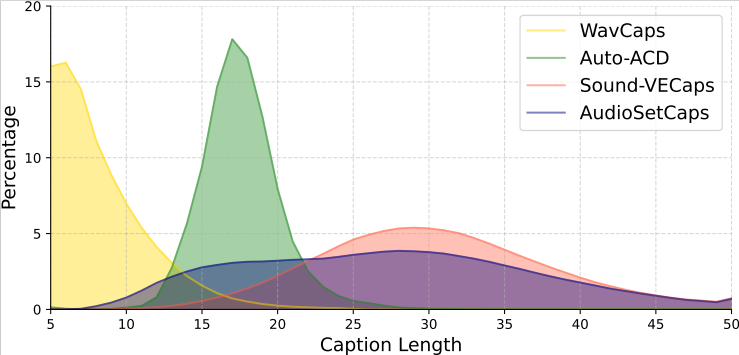 20
15
10
5
0
Percentage
WavCaps
Auto-ACD
Sound-VECaps
AudioSetCaps
5 10 15 20 25 30 35 40 45 50
Caption Length